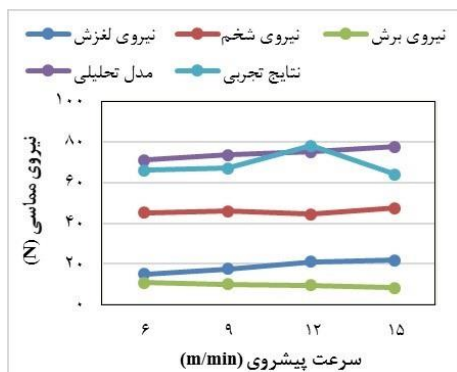 نیروی لغزش نیروی شخم نیروی برش
مدل تحلیلی نتایج تجربی
۱۰۰
۸۰
۶۰
۴۰
۲۰
۰
نیروی مماسی (N)
۶ ۹ ۱۲ ۱۵
سرعت پیشروی (m/min)